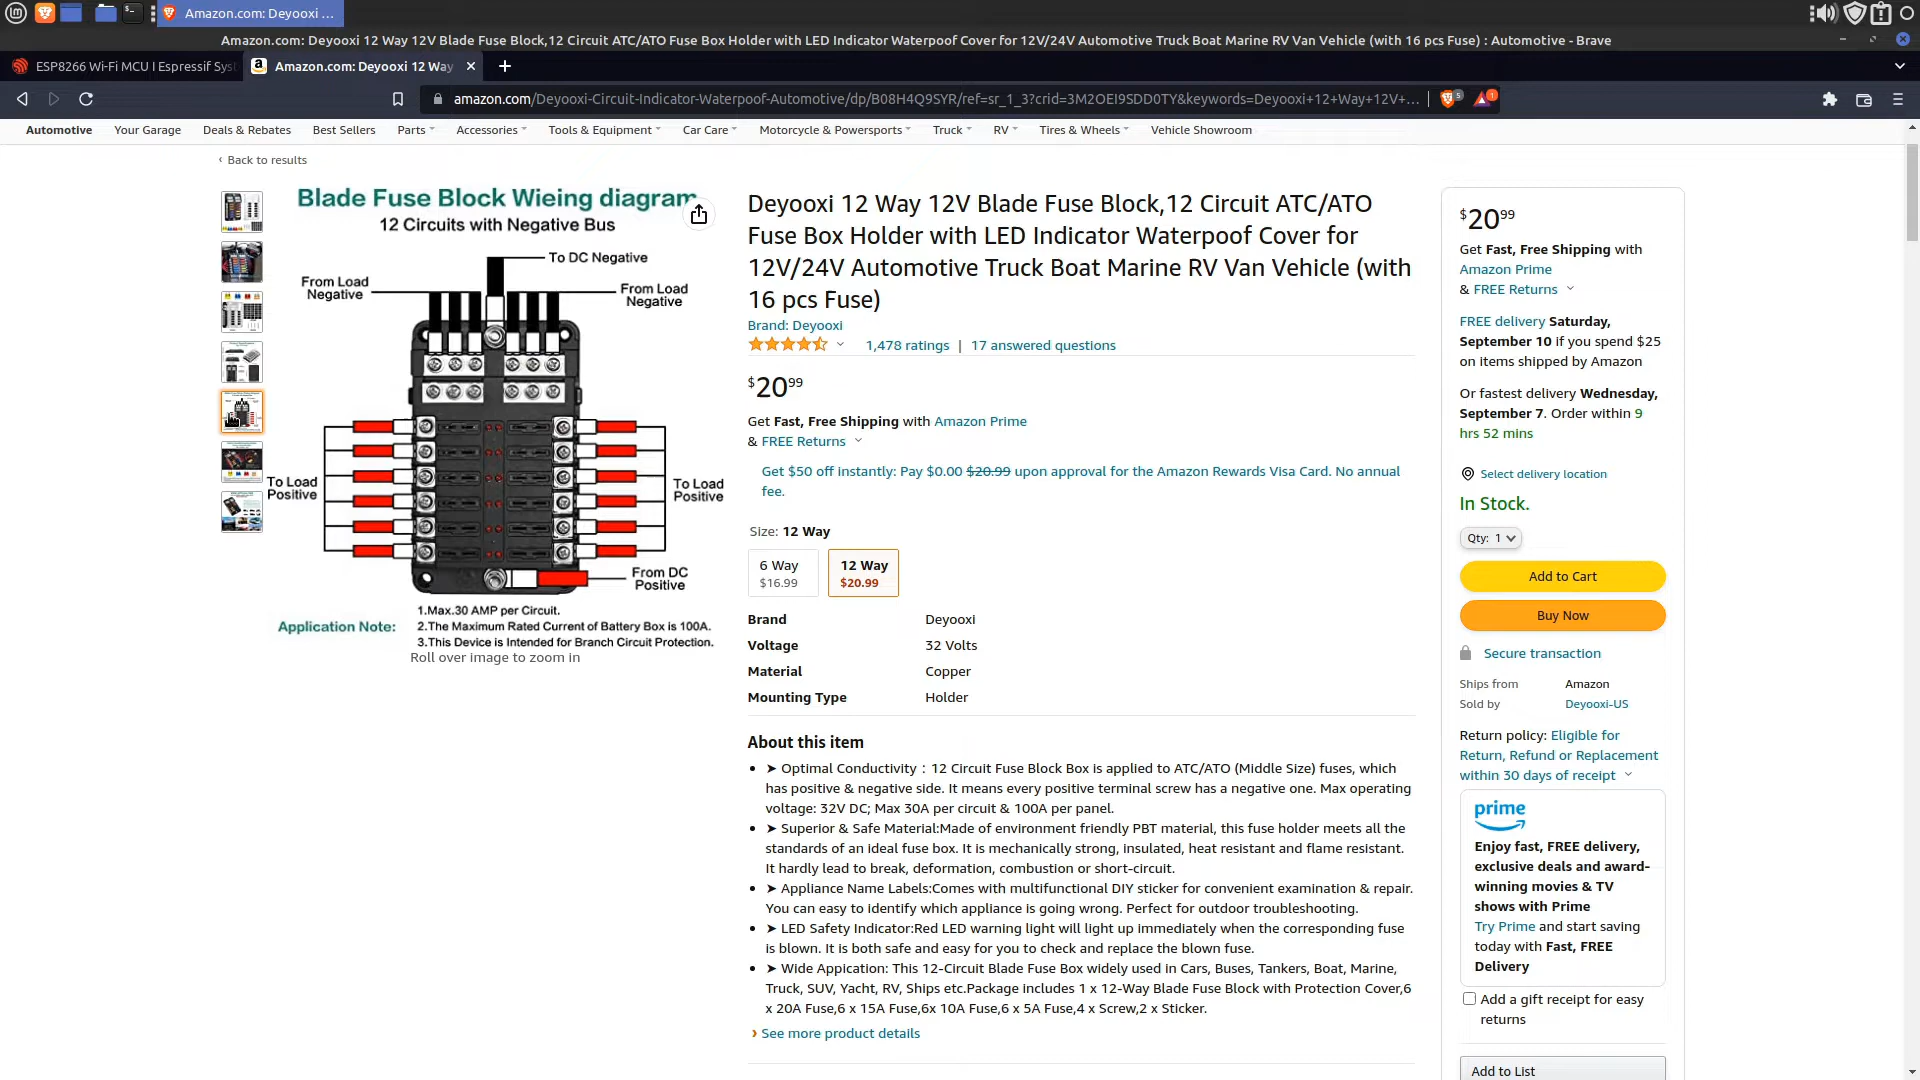 Amazon.com: Deyooxi ...
Amazon.com: Deyooxi 12 Way 12V Blade Fuse Block,12 Circuit ATC/ATO Fuse Box Holder with LED Indicator Waterpoof Cover for 12V/24V Automotive Truck Boat Marine RV Van Vehicle (with 16 pcs Fuse) : Automotive - Brave
ESP8266 Wi-Fi MCU I Espressif Syst
Amazon.com: Deyooxi 12 Way
amazon.com/Deyooxi-Circuit-Indicator-Waterpoof-Automotive/dp/B08H4Q9SYR/ref=sr_1_3?crid=3M2OEI9SDD0TY&keywords=Deyooxi+12+Way+12V+...
5
1
Automotive Your Garage Deals & Rebates Best Sellers Parts Accessories Tools & Equipment Car Care Motorcycle & Powersports Truck RV Tires & Wheels Vehicle Showroom
‹ Back to results
Blade Fuse Block Wieing diagram
12 Circuits with Negative Bus
To DC Negative
From Load
Negative
From Load
Negative
To Load
Positive
To Load
Positive
From DC
Positive
Application Note:
1.Max.30 AMP per Circuit.
2.The Maximum Rated Current of Battery Box is 100A.
3.This Device is Intended for Branch Circuit Protection.
Roll over image to zoom in
Deyooxi 12 Way 12V Blade Fuse Block,12 Circuit ATC/ATO
Fuse Box Holder with LED Indicator Waterpoof Cover for
12V/24V Automotive Truck Boat Marine RV Van Vehicle (with
16 pcs Fuse)
Brand: Deyooxi
1,478 ratings | 17 answered questions
$2099
Get Fast, Free Shipping with Amazon Prime
& FREE Returns
Get $50 off instantly: Pay $0.00 $20.99 upon approval for the Amazon Rewards Visa Card. No annual
fee.
Size: 12 Way
6 Way
$16.99
12 Way
$20.99
Brand Deyooxi
Voltage 32 Volts
Material Copper
Mounting Type Holder
About this item
• ➤ Optimal Conductivity：12 Circuit Fuse Block Box is applied to ATC/ATO (Middle Size) fuses, which
has positive & negative side. It means every positive terminal screw has a negative one. Max operating
voltage: 32V DC; Max 30A per circuit & 100A per panel.
• ➤ Superior & Safe Material:Made of environment friendly PBT material, this fuse holder meets all the
standards of an ideal fuse box. It is mechanically strong, insulated, heat resistant and flame resistant.
It hardly lead to break, deformation, combustion or short-circuit.
• ➤ Appliance Name Labels:Comes with multifunctional DIY sticker for convenient examination & repair.
You can easy to identify which appliance is going wrong. Perfect for outdoor troubleshooting.
• ➤ LED Safety Indicator:Red LED warning light will light up immediately when the corresponding fuse
is blown. It is both safe and easy for you to check and replace the blown fuse.
• ➤ Wide Appication: This 12-Circuit Blade Fuse Box widely used in Cars, Buses, Tankers, Boat, Marine,
Truck, SUV, Yacht, RV, Ships etc.Package includes 1 x 12-Way Blade Fuse Block with Protection Cover,6
x 20A Fuse,6 x 15A Fuse,6x 10A Fuse,6 x 5A Fuse,4 x Screw,2 x Sticker.
› See more product details
$2099
Get Fast, Free Shipping with
Amazon Prime
& FREE Returns
FREE delivery Saturday,
September 10 if you spend $25
on items shipped by Amazon
Or fastest delivery Wednesday,
September 7. Order within 9
hrs 52 mins
Select delivery location
In Stock.
Qty: 1
Add to Cart
Buy Now
Secure transaction
Ships from Amazon
Sold by Deyooxi-US
Return policy: Eligible for
Return, Refund or Replacement
within 30 days of receipt
prime
Enjoy fast, FREE delivery,
exclusive deals and award-
winning movies & TV
shows with Prime
Try Prime and start saving
today with Fast, FREE
Delivery
Add a gift receipt for easy
returns
Add to List